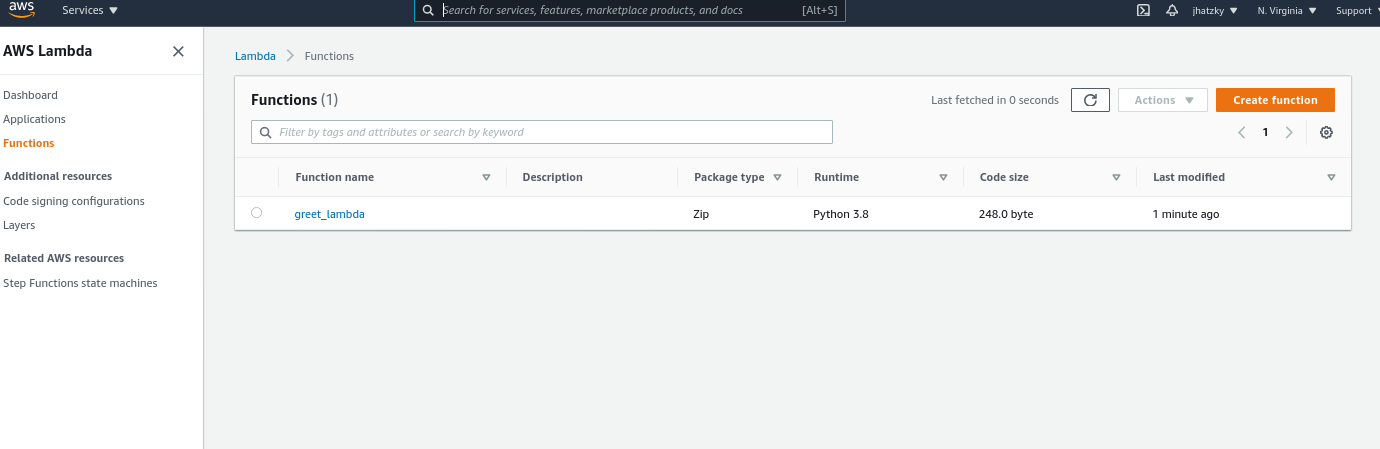 aws Services Search for services, features, marketplace products, and docs [Alt+S] jhatzky N. Virginia Support
AWS Lambda
Dashboard
Applications
Functions
Additional resources
Code signing configurations
Layers
Related AWS resources
Step Functions state machines
Lambda Functions
Functions (1) Last fetched in 0 seconds Actions Create function
Filter by tags and attributes or search by keyword 1
Function name Description Package type Runtime Code size Last modified
greet_lambda Zip Python 3.8 248.0 byte 1 minute ago